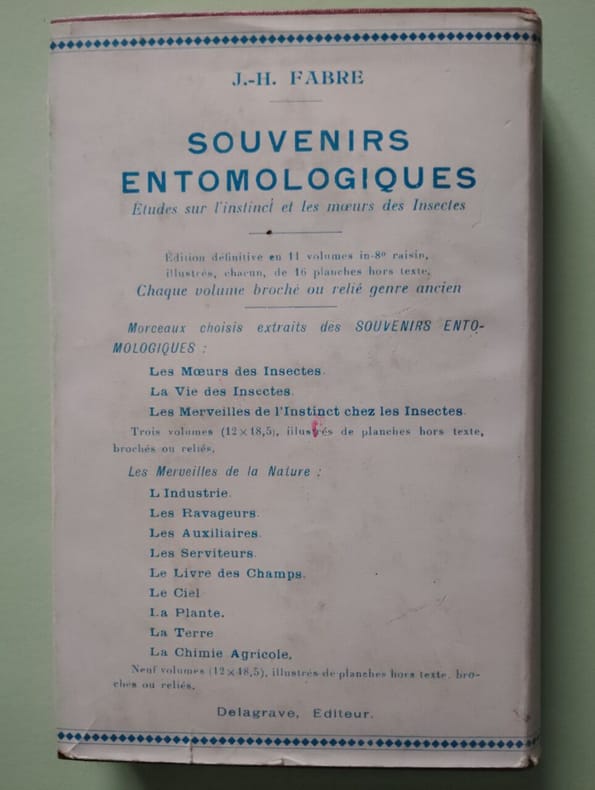 J.-H. FABRE
SOUVENIRS
ENTOMOLOGIQUES
Études sur l'instinct et les mœurs des Insectes
Édition définitive en 11 volumes in-8º raisin,
illustrés, chacun, de 16 planches hors texte,
Chaque volume broché ou relié genre ancien
Morceaux choisis extraits des SOUVENIRS ENTO-
MOLOGIQUES :
Les Mœurs des Insectes.
La Vie des Insectes.
Les Merveilles de l'Instinct chez les Insectes.
Trois volumes (12×18,5), illustrés de planches hors texte,
brochés ou reliés,
Les Merveilles de la Nature :
L Industrie.
Les Ravageurs.
Les Auxiliaires.
Les Serviteurs.
Le Livre des Champs.
Le Ciel
La Plante.
La Terre
La Chimie Agricole,
Neuf volumes (12×18,5), illustrés de planches hors texte, bro-
chés ou reliés,
Delagrave, Editeur.